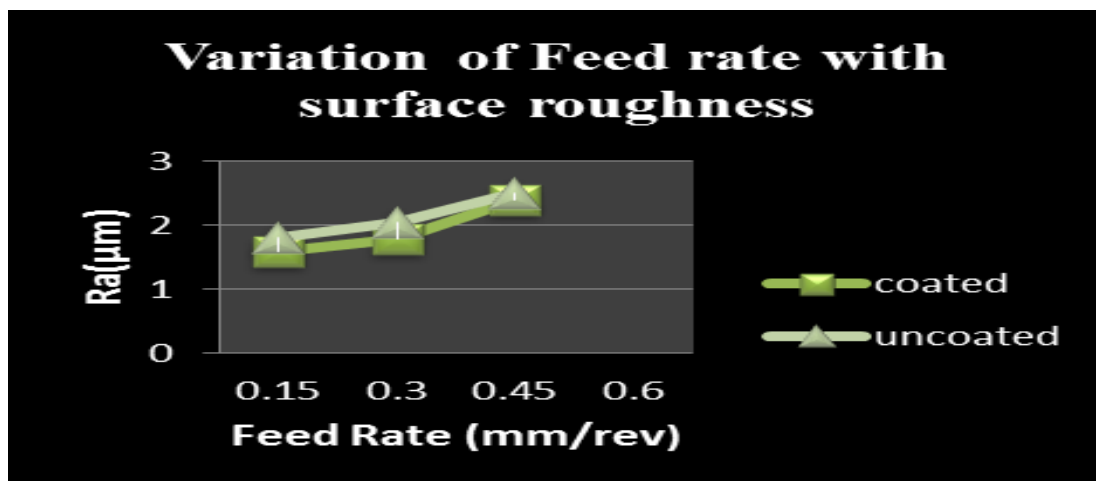 Variation of Feed rate with
surface roughness
3
2
1
0
Ra(µm)
0.15 0.3 0.45 0.6
Feed Rate (mm/rev)
coated
uncoated